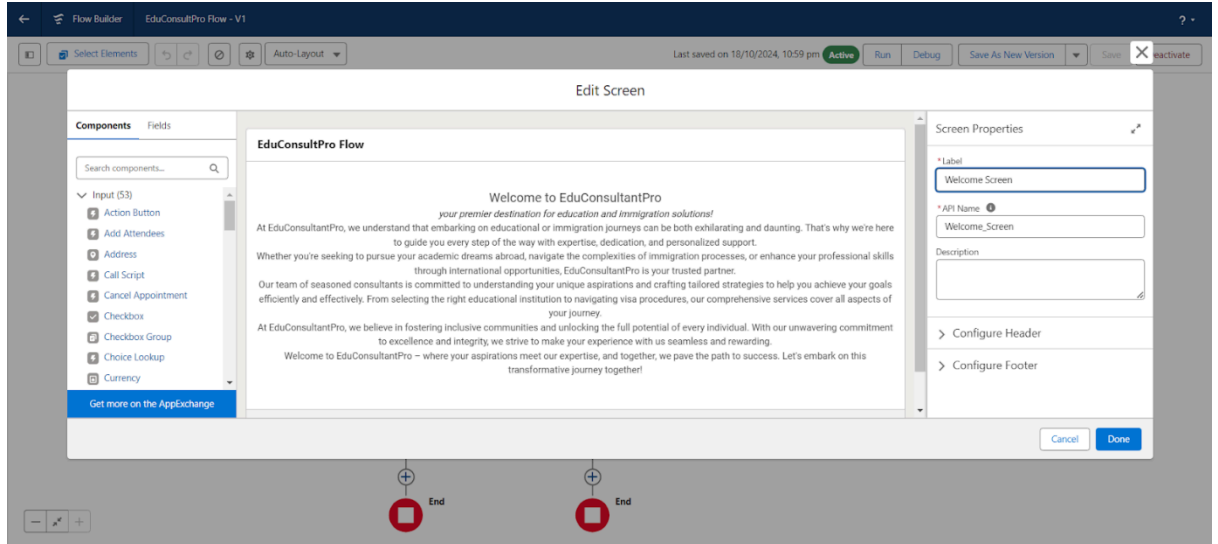 Flow Builder EduConsultPro Flow - V1 ?
Select Elements Auto-Layout Last saved on 18/10/2024, 10:59 pm Active Run Debug Save As New Version Save eactivate
Edit Screen
Components Fields
Search components...
Input (53)
Action Button
Add Attendees
Address
Call Script
Cancel Appointment
Checkbox
Checkbox Group
Choice Lookup
Currency
Get more on the AppExchange
EduConsultPro Flow
Welcome to EduConsultantPro
your premier destination for education and immigration solutions!
At EduConsultantPro, we understand that embarking on educational or immigration journeys can be both exhilarating and daunting. That's why we're here
to guide you every step of the way with expertise, dedication, and personalized support.
Whether you're seeking to pursue your academic dreams abroad, navigate the complexities of immigration processes, or enhance your professional skills
through international opportunities, EduConsultantPro is your trusted partner.
Our team of seasoned consultants is committed to understanding your unique aspirations and crafting tailored strategies to help you achieve your goals
efficiently and effectively. From selecting the right educational institution to navigating visa procedures, our comprehensive services cover all aspects of
your journey.
At EduConsultantPro, we believe in fostering inclusive communities and unlocking the full potential of every individual. With our unwavering commitment
to excellence and integrity, we strive to make your experience with us seamless and rewarding.
Welcome to EduConsultantPro – where your aspirations meet our expertise, and together, we pave the path to success. Let's embark on this
transformative journey together!
Screen Properties
*Label
Welcome Screen
*API Name
Welcome_Screen
Description
Configure Header
Configure Footer
Cancel Done
End End